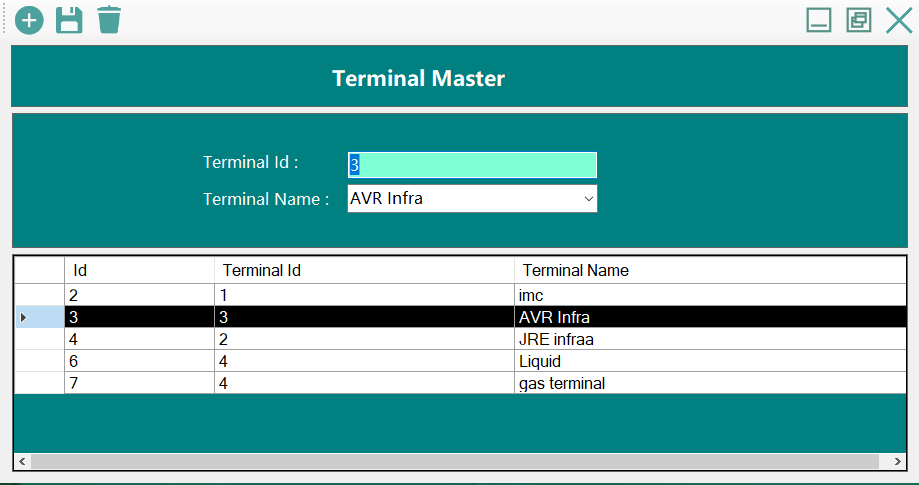 Terminal Master
Terminal Id : 3
Terminal Name : AVR Infra
Id Terminal Id Terminal Name
2 1 imc
3 3 AVR Infra
4 2 JRE infraa
6 4 Liquid
7 4 gas terminal